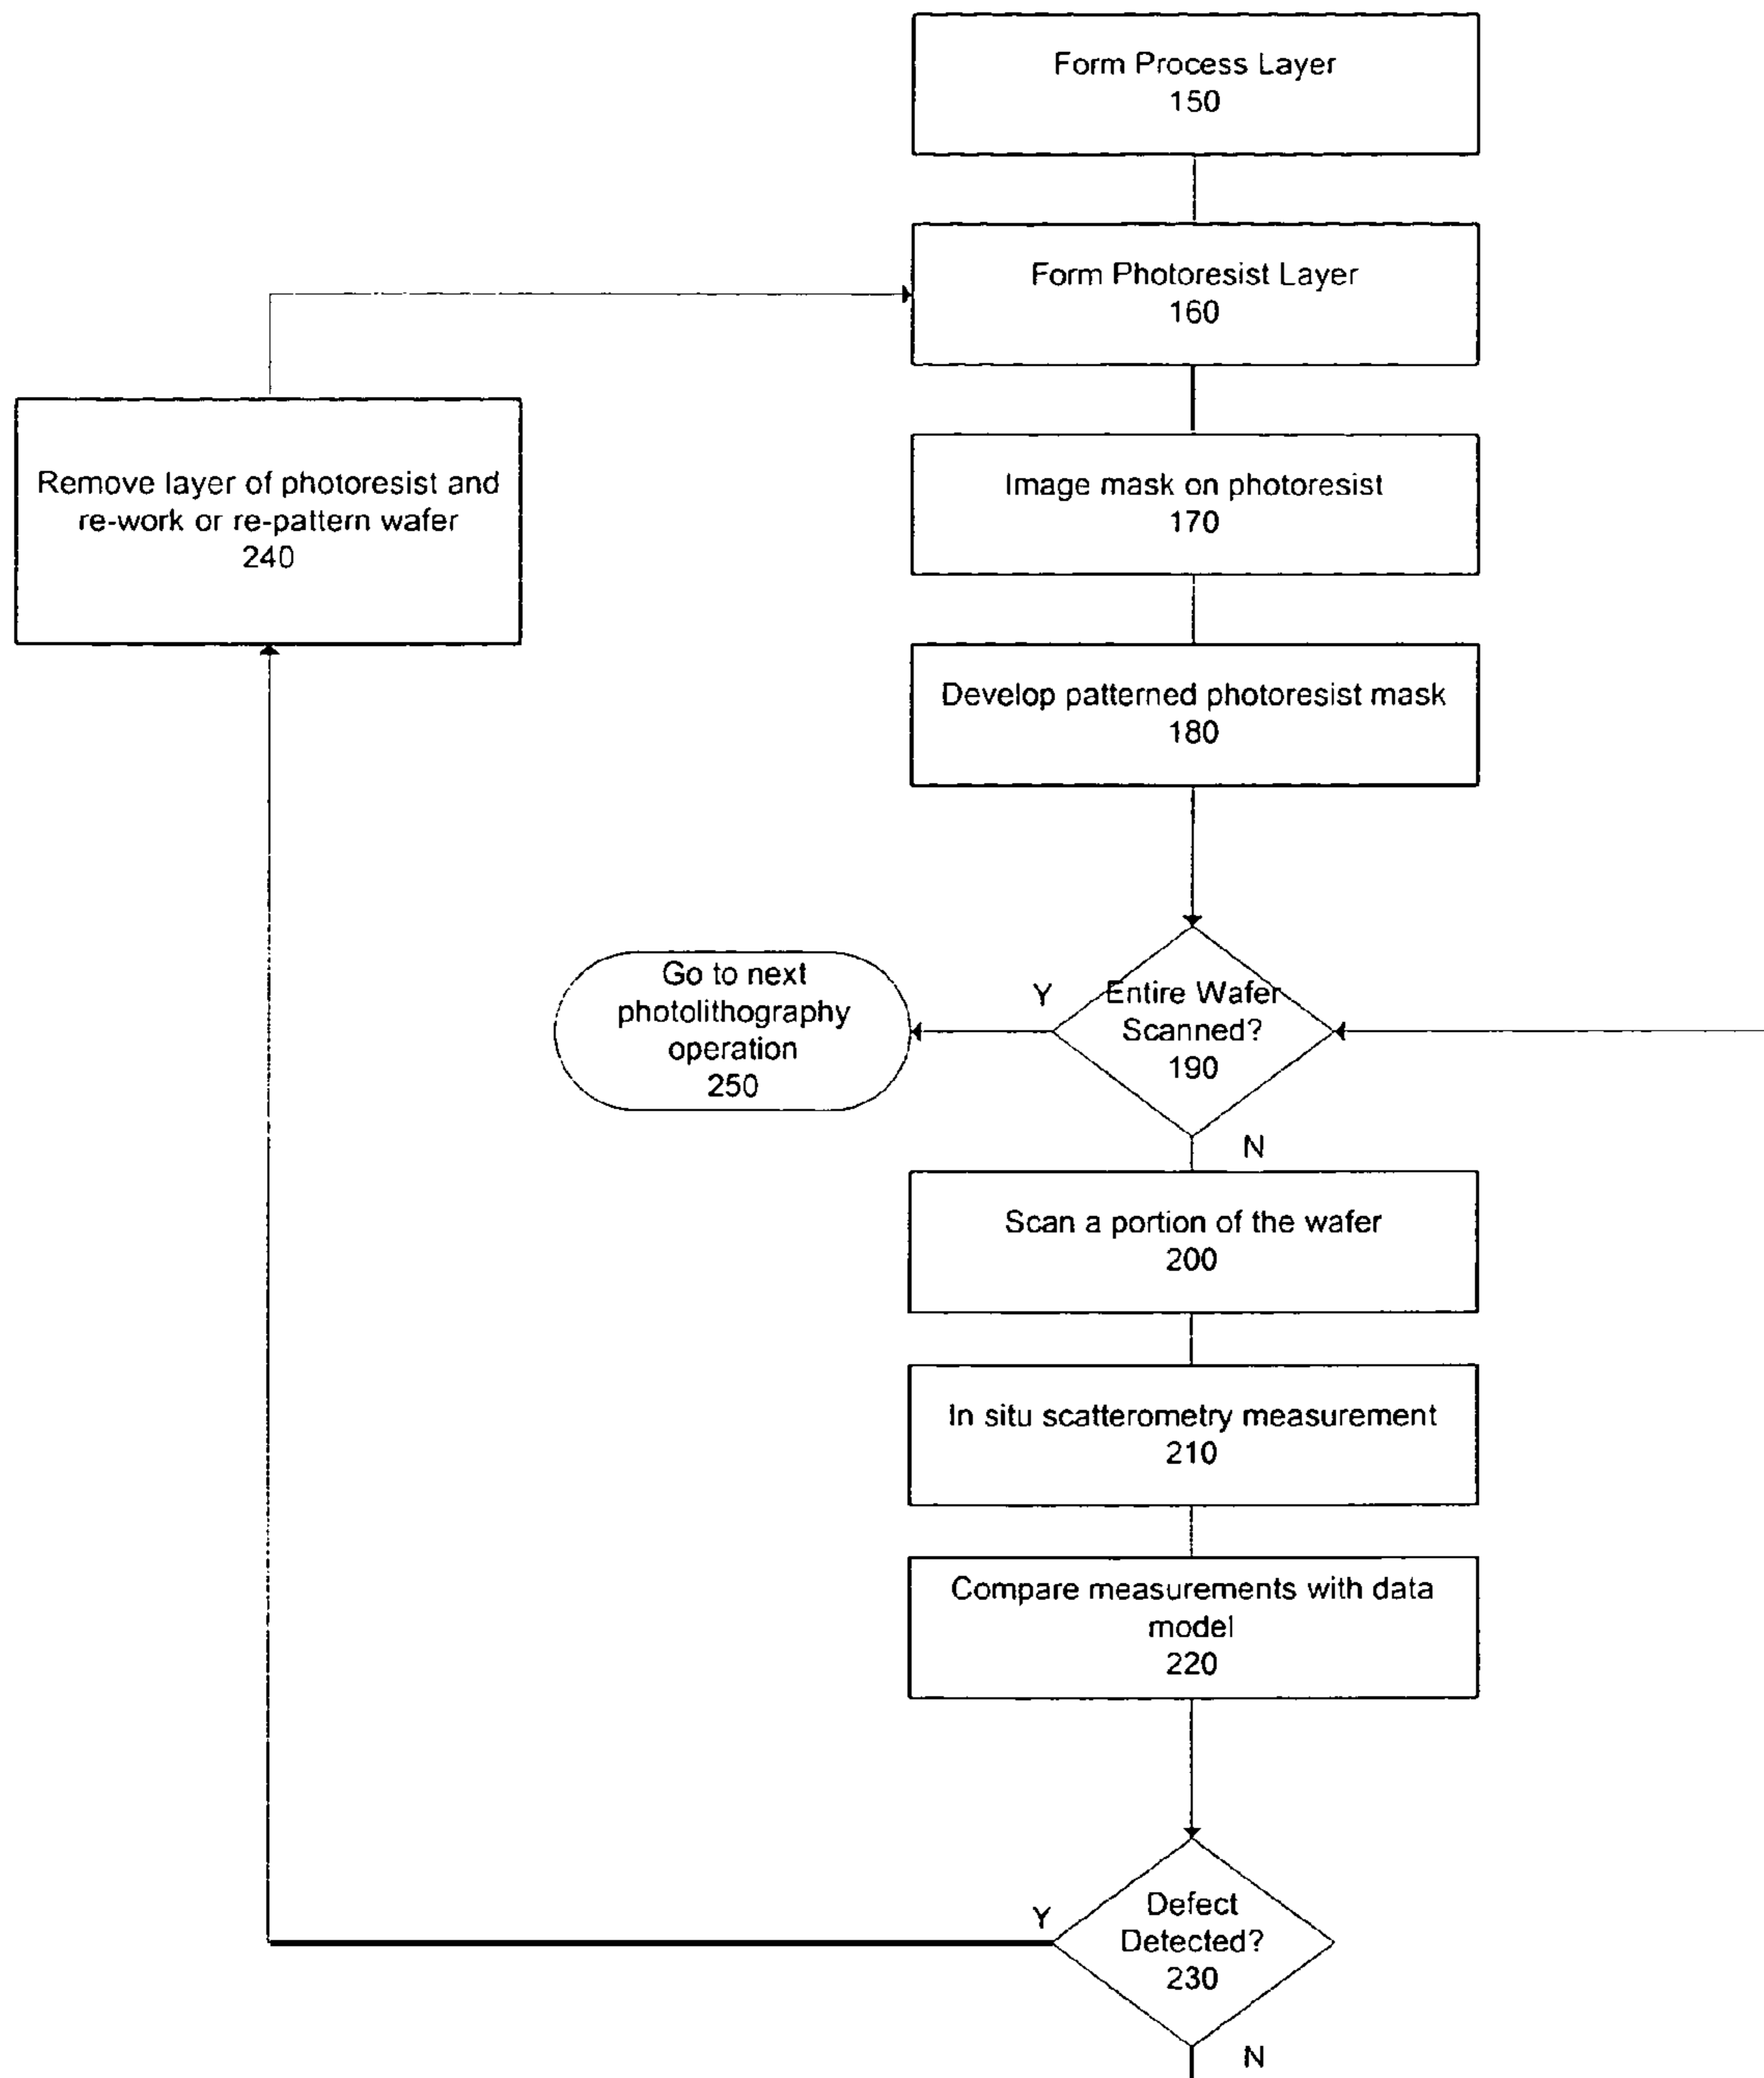 Form Process Layer
150
Form Photoresist Layer
160
Image mask on photoresist
170
Remove layer of photoresist and
re-work or re-pattern wafer
240
Develop patterned photoresist mask
180
Go to next
photolithography
operation
250
Y
Entire Wafer
Scanned?
190
N
Scan a portion of the wafer
200
In situ scatterometry measurement
210
Compare measurements with data
model
220
Y
Defect
Detected?
230
N